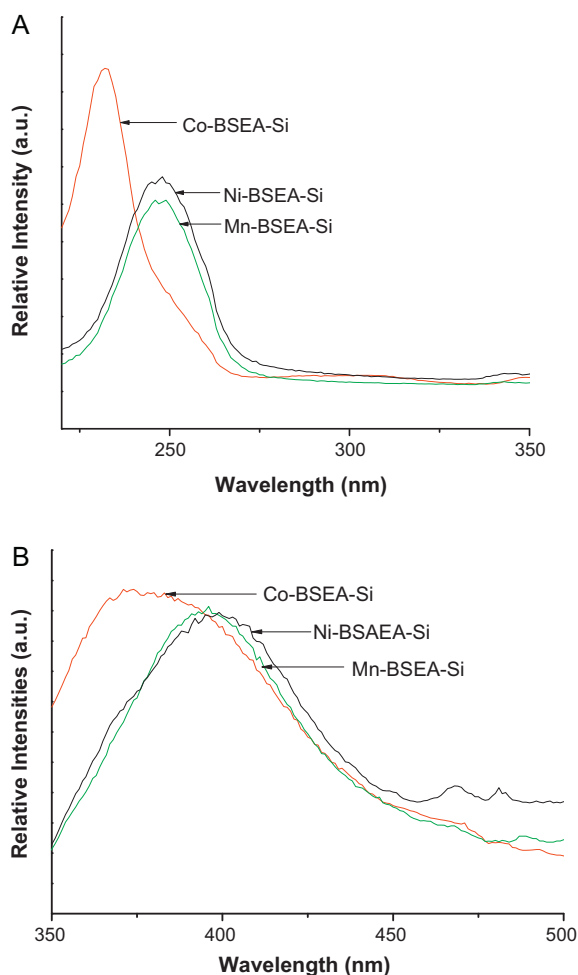 A
Relative Intensity (a.u.)
Co-BSEA-Si
Ni-BSEA-Si
Mn-BSEA-Si
250 300 350
Wavelength (nm)
B
Relative Intensities (a.u.)
Co-BSEA-Si
Ni-BSAEA-Si
Mn-BSEA-Si
350 400 450 500
Wavelength (nm)